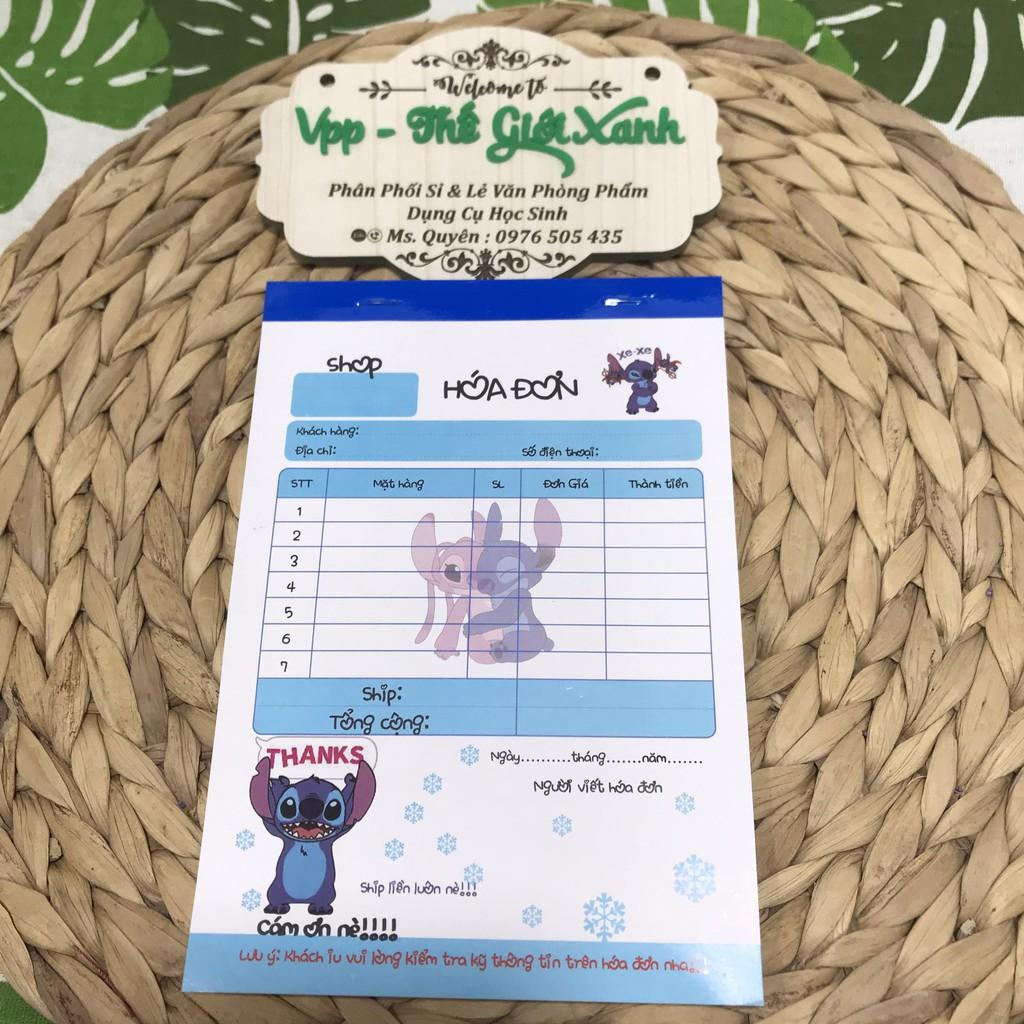 Welcome to
Vpp - Thế Giới Xanh
Phân Phối Sỉ & Lẻ Văn Phòng Phẩm
Dụng Cụ Học Sinh
Ms. Quyên : 0976 505 435
Shop
HÓA ĐƠN
Xe-Xe
Khách hàng:
Địa chỉ: Số điện thoại:
STT Mặt hàng SL Đơn Giá Thành tiền
1
2
3
4
5
6
7
Ship:
Tổng cộng:
THANKS
Ngày..........tháng.......năm.......
Người viết hóa đơn
Ship liền luôn nè!!!
Cám ơn nè!!!!
Lưu ý: Khách iu vui lòng kiểm tra kỹ thông tin trên hóa đơn nha!!!